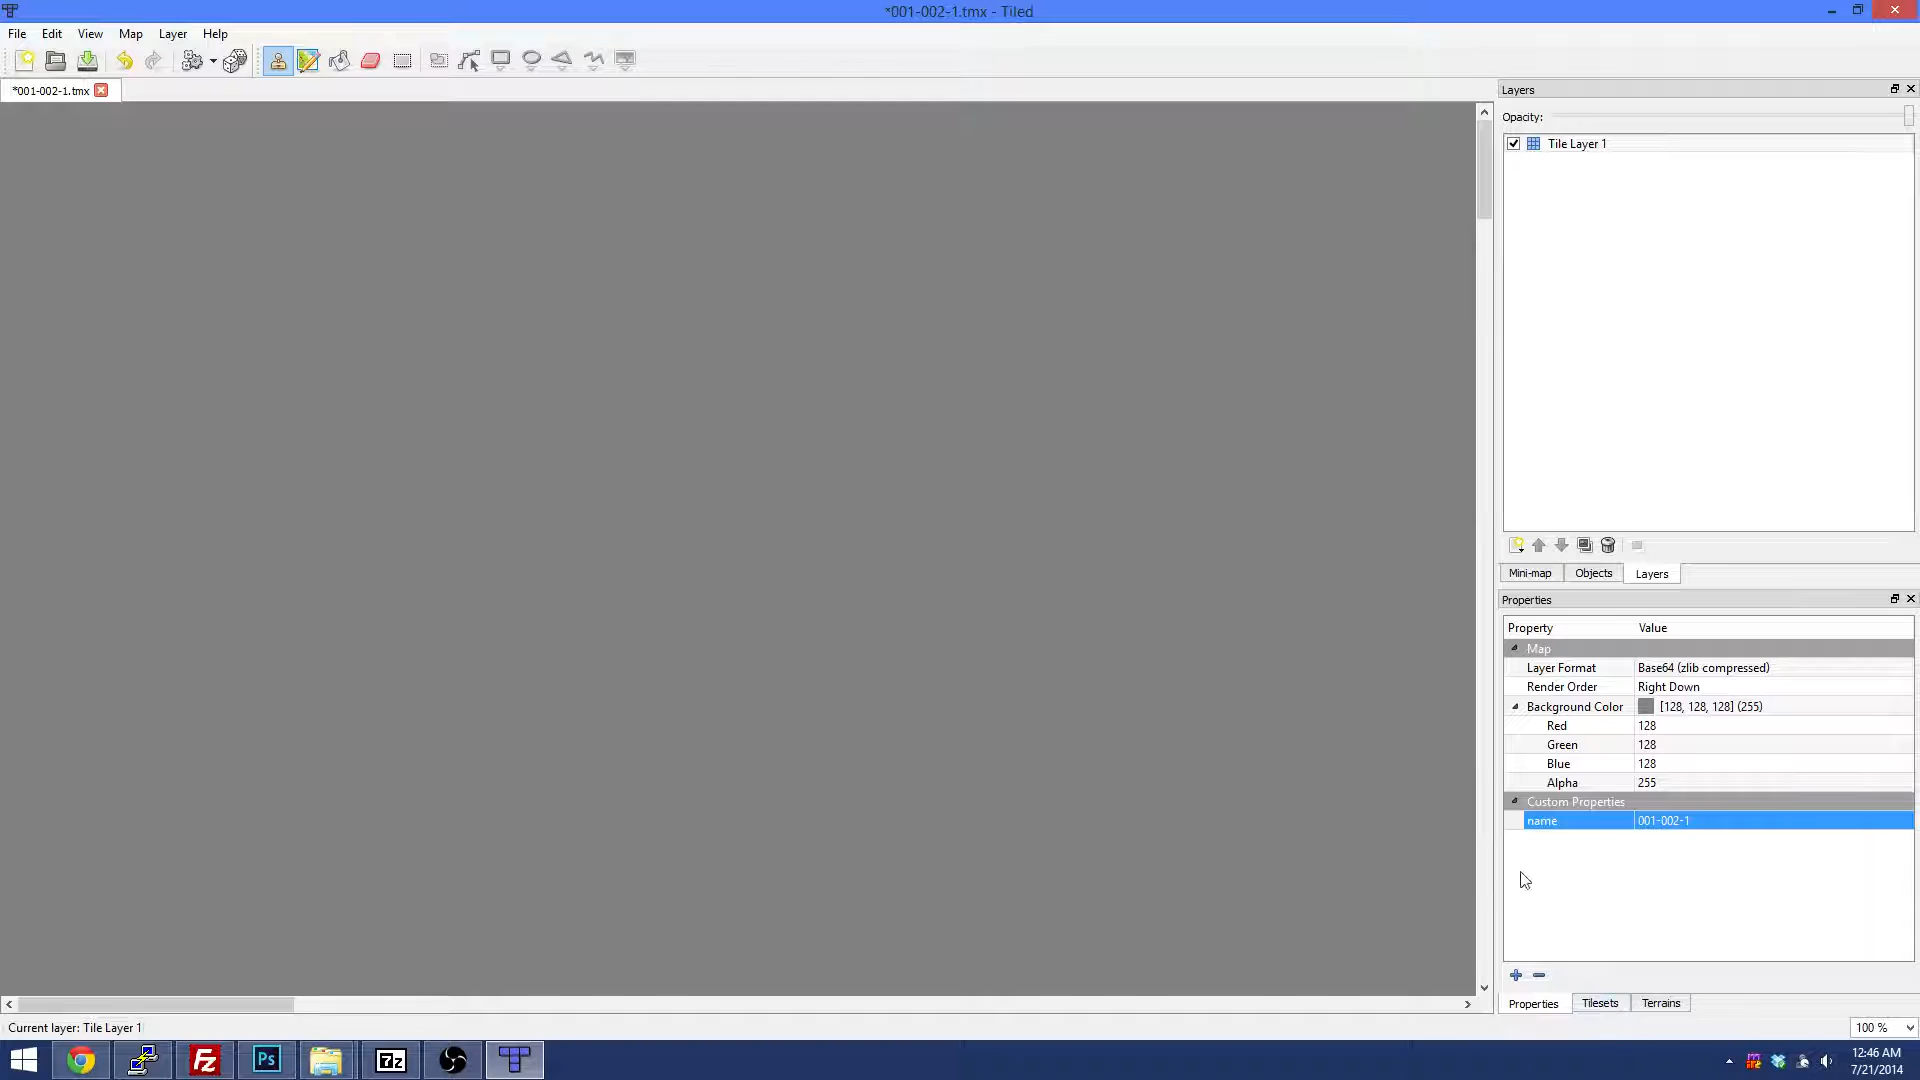 *001-002-1.tmx - Tiled
File Edit View Map Layer Help
*001-002-1.tmx
Layers
Opacity:
Tile Layer 1
Mini-map Objects Layers
Properties
Property Value
Map
Layer Format Base64 (zlib compressed)
Render Order Right Down
Background Color [128, 128, 128] (255)
Red 128
Green 128
Blue 128
Alpha 255
Custom Properties
name 001-002-1
Properties Tilesets Terrains
Current layer: Tile Layer 1
100 %
Fz Ps 7z
12:46 AM
7/21/2014